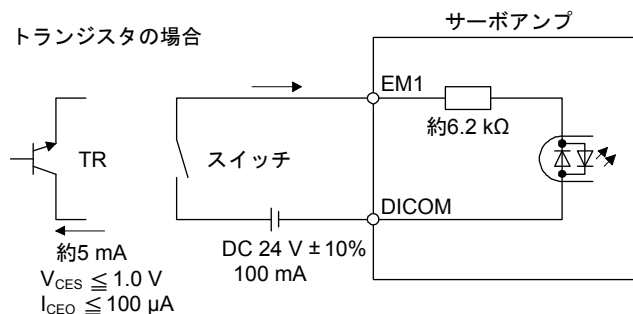 トランジスタの場合
サーボアンプ
EM1
約6.2 kΩ
TR
スイッチ
DICOM
約5 mA
V_CES ≦ 1.0 V
I_CEO ≦ 100 μA
DC 24 V ± 10%
100 mA